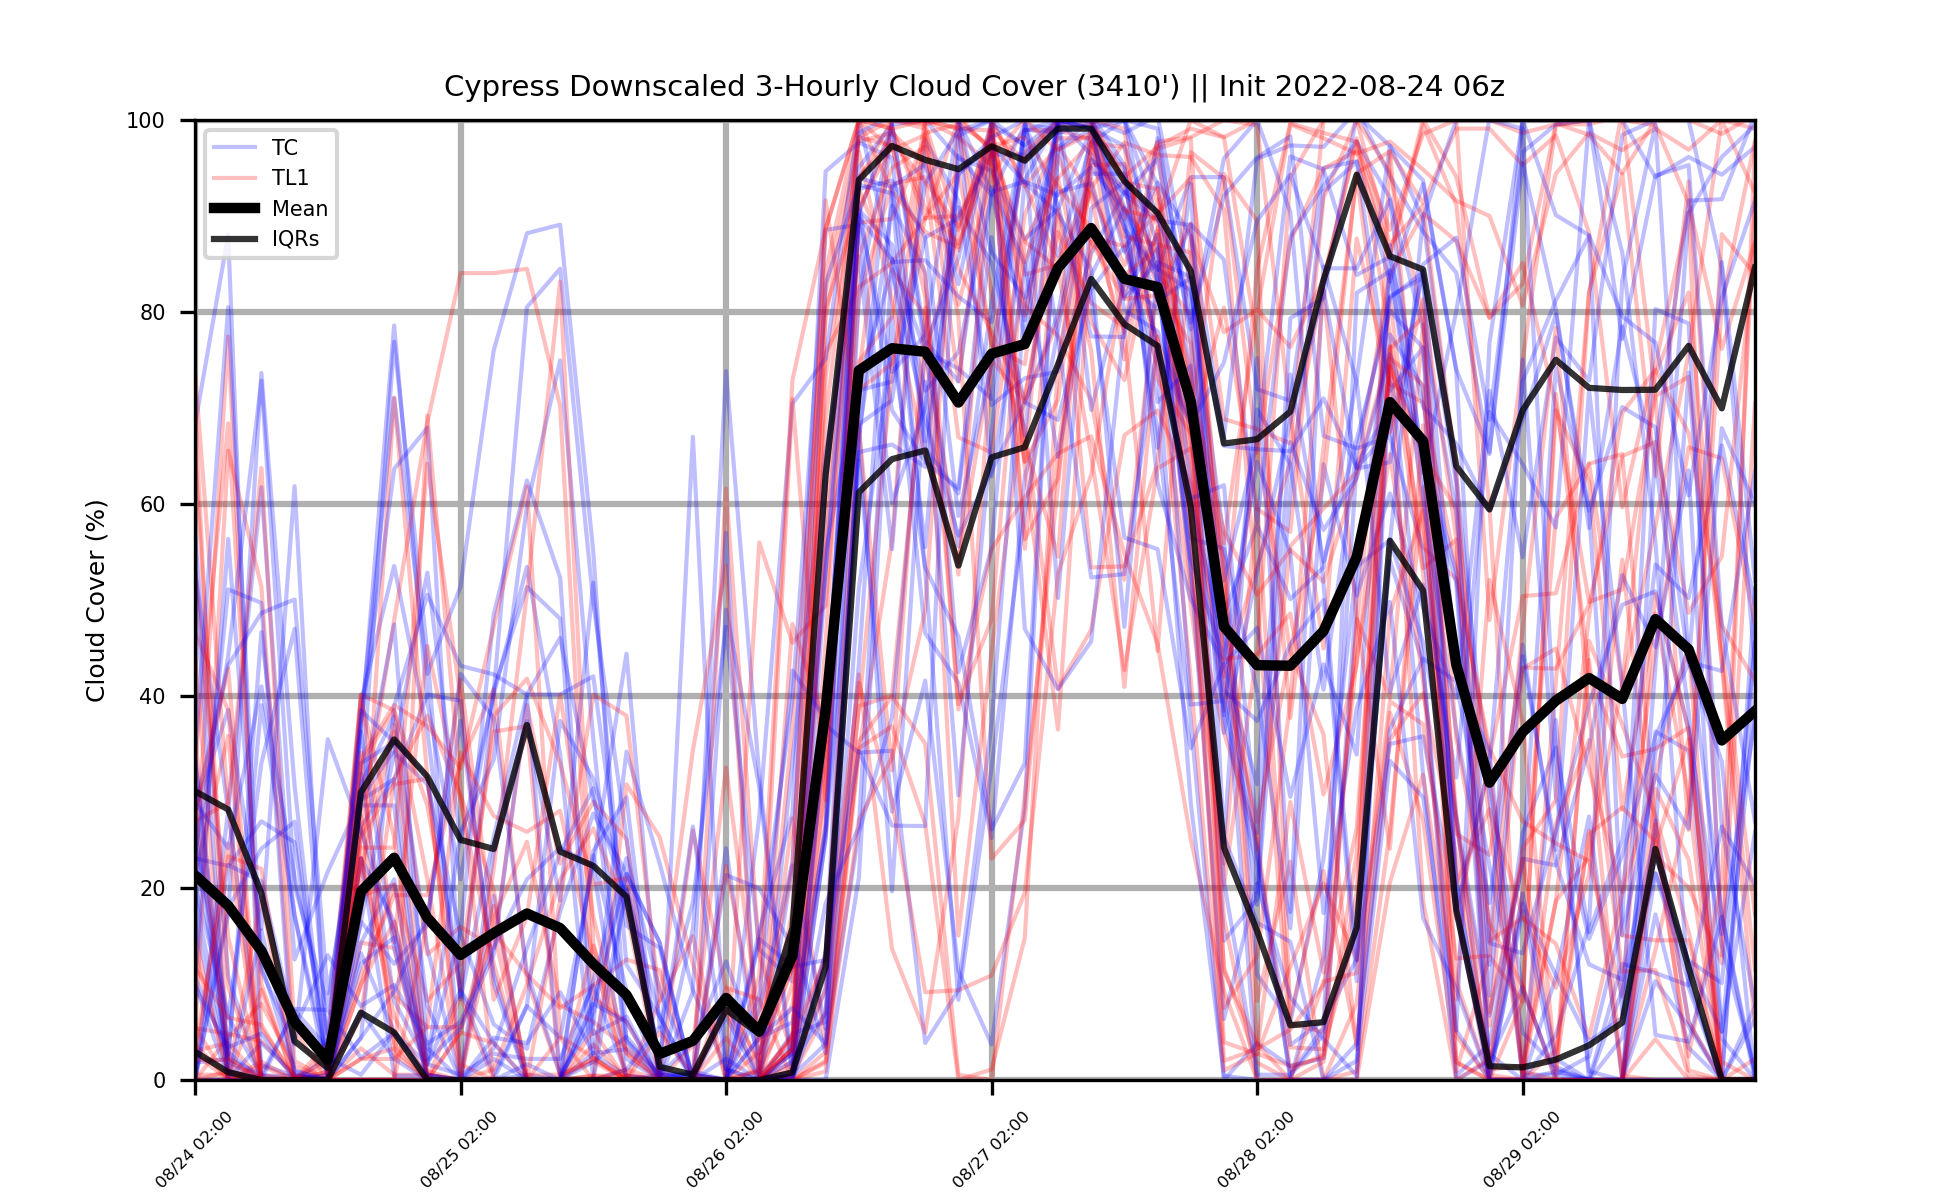 Cypress Downscaled 3-Hourly Cloud Cover (3410') || Init 2022-08-24 06z
TC
TL1
Mean
IQRs
Cloud Cover (%)
100
80
60
40
20
0
08/24 02:00
08/25 02:00
08/26 02:00
08/27 02:00
08/28 02:00
08/29 02:00